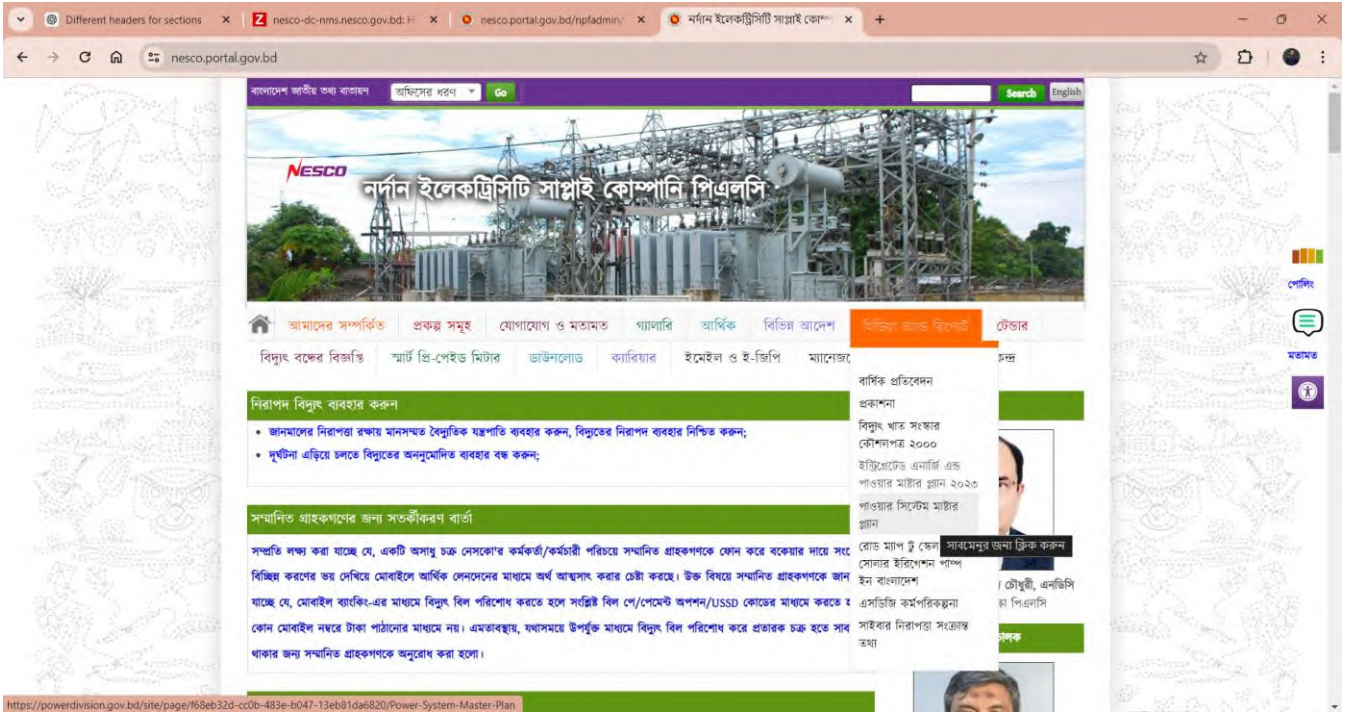 Different headers for sections
nesco-dc-nms.nesco.gov.bd: H
nesco.portal.gov.bd/npfadmin/
নর্দান ইলেকট্রিসিটি সাপ্লাই কোম্প
nesco.portal.gov.bd
বাংলাদেশ জাতীয় তথ্য বাতায়ন
অফিসের ধরণ
Go
Search
English
NESCO
নর্দান ইলেকট্রিসিটি সাপ্লাই কোম্পানি পিএলসি
আমাদের সম্পর্কিত প্রকল্প সমূহ যোগাযোগ ও মতামত গ্যালারি আর্থিক বিভিন্ন আদেশ মিডিয়া অ্যান্ড রিপোর্ট টেন্ডার
বিদ্যুৎ বন্ধের বিজ্ঞপ্তি স্মার্ট প্রি-পেইড মিটার ডাউনলোড ক্যারিয়ার ইমেইল ও ই-জিপি ম্যানেজ
বার্ষিক প্রতিবেদন
প্রকাশনা
বিদ্যুৎ খাত সংস্কার
কৌশলপত্র ২০০০
ইন্ট্রিগ্রেটেড এনার্জি এন্ড
পাওয়ার মাষ্টার প্ল্যান ২০২৩
পাওয়ার সিস্টেম মাষ্টার
প্ল্যান
রোড ম্যাপ টু স্কেল
সাবমেনুর জন্য ক্লিক করুন
সোলার ইরিগেশন পাম্প
ইন বাংলাদেশ
এসডিজি কর্মপরিকল্পনা
সাইবার নিরাপত্তা সংক্রান্ত
তথ্য
নিরাপদ বিদ্যুৎ ব্যবহার করুন
জানমালের নিরাপত্তা রক্ষায় মানসম্মত বৈদ্যুতিক যন্ত্রপাতি ব্যবহার করুন, বিদ্যুতের নিরাপদ ব্যবহার নিশ্চিত করুন;
দূর্ঘটনা এড়িয়ে চলতে বিদ্যুতের অননুমোদিত ব্যবহার বন্ধ করুন;
সম্মানিত গ্রাহকগণের জন্য সতর্কীকরণ বার্তা
সম্প্রতি লক্ষ্য করা যাচ্ছে যে, একটি অসাধু চক্র নেসকো'র কর্মকর্তা/কর্মচারী পরিচয়ে সম্মানিত গ্রাহকগণকে ফোন করে বকেয়ার দায়ে সংে
বিচ্ছিন্ন করণের ভয় দেখিয়ে মোবাইলে আর্থিক লেনদেনের মাধ্যমে অর্থ আত্মসাৎ করার চেষ্টা করছে। উক্ত বিষয়ে সম্মানিত গ্রাহকগণকে জান
যাচ্ছে যে, মোবাইল ব্যাংকিং-এর মাধ্যমে বিদ্যুৎ বিল পরিশোধ করতে হলে সংশ্লিষ্ট বিল পে/পেমেন্ট অপশন/USSD কোডের মাধ্যমে করতে হ
কোন মোবাইল নম্বরে টাকা পাঠানোর মাধ্যমে নয়। এমতাবস্থায়, যথাসময়ে উপর্যুক্ত মাধ্যমে বিদ্যুৎ বিল পরিশোধ করে প্রতারক চক্র হতে সাব
থাকার জন্য সম্মানিত গ্রাহকগণকে অনুরোধ করা হলো।
চৌধুরী, এনডিসি
পিএলসি
পোলিং
মতামত
https://powerdivision.gov.bd/site/page/f68eb32d-cc0b-483e-b047-13eb81da6820/Power-System-Master-Plan